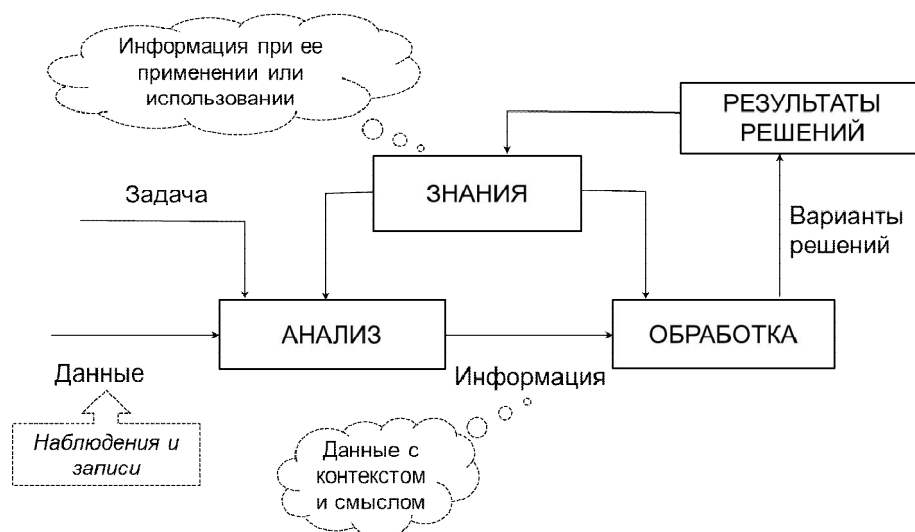 Информация при ее
применении или
использовании
РЕЗУЛЬТАТЫ
РЕШЕНИЙ
ЗНАНИЯ
Задача
Варианты
решений
АНАЛИЗ
ОБРАБОТКА
Данные
Информация
Наблюдения и
записи
Данные с
контекстом
и смыслом